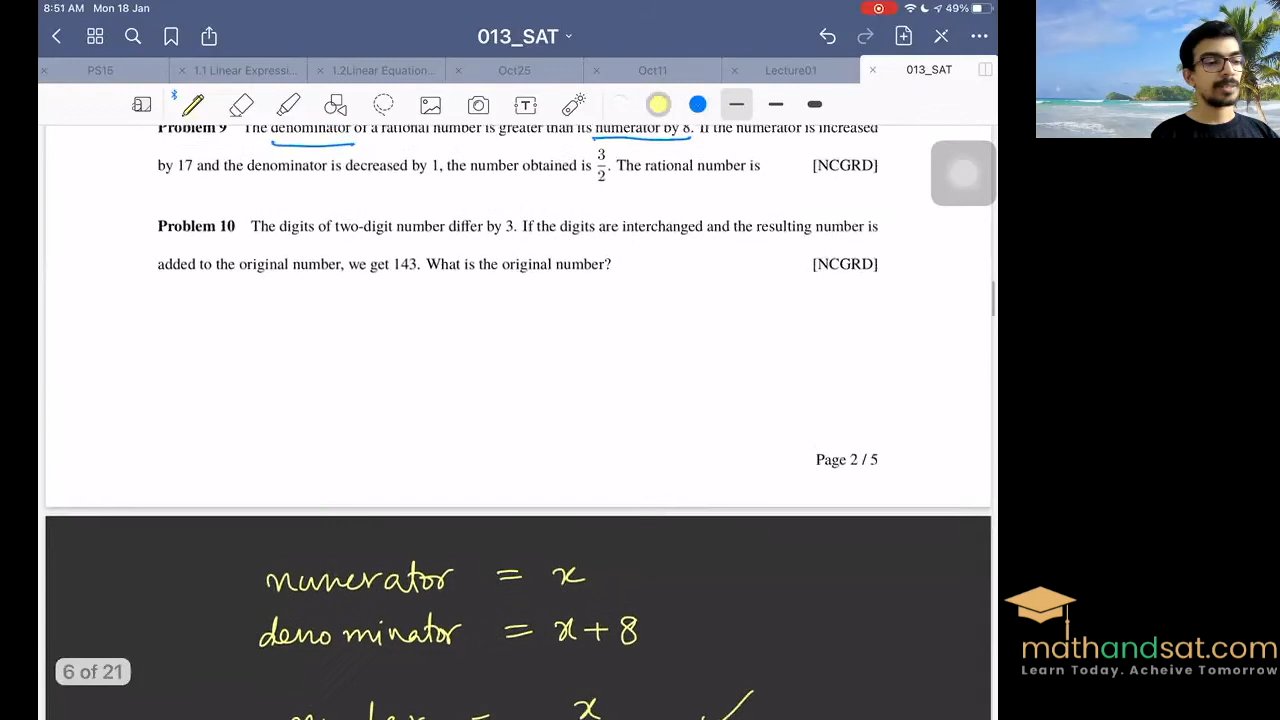 8:51 AM Mon 18 Jan
49%
013_SAT
PS15
1.1 Linear Expressi...
1.2Linear Equation...
Oct25
Oct11
Lecture01
013_SAT
T
Problem 9 The denominator of a rational number is greater than its numerator by 8. If the numerator is increased
by 17 and the denominator is decreased by 1, the number obtained is 3/2. The rational number is [NCGRD]
Problem 10 The digits of two-digit number differ by 3. If the digits are interchanged and the resulting number is
added to the original number, we get 143. What is the original number? [NCGRD]
Page 2 / 5
numerator = x
denominator = x + 8
number = x
6 of 21
mathandsat.com
Learn Today. Acheive Tomorrow